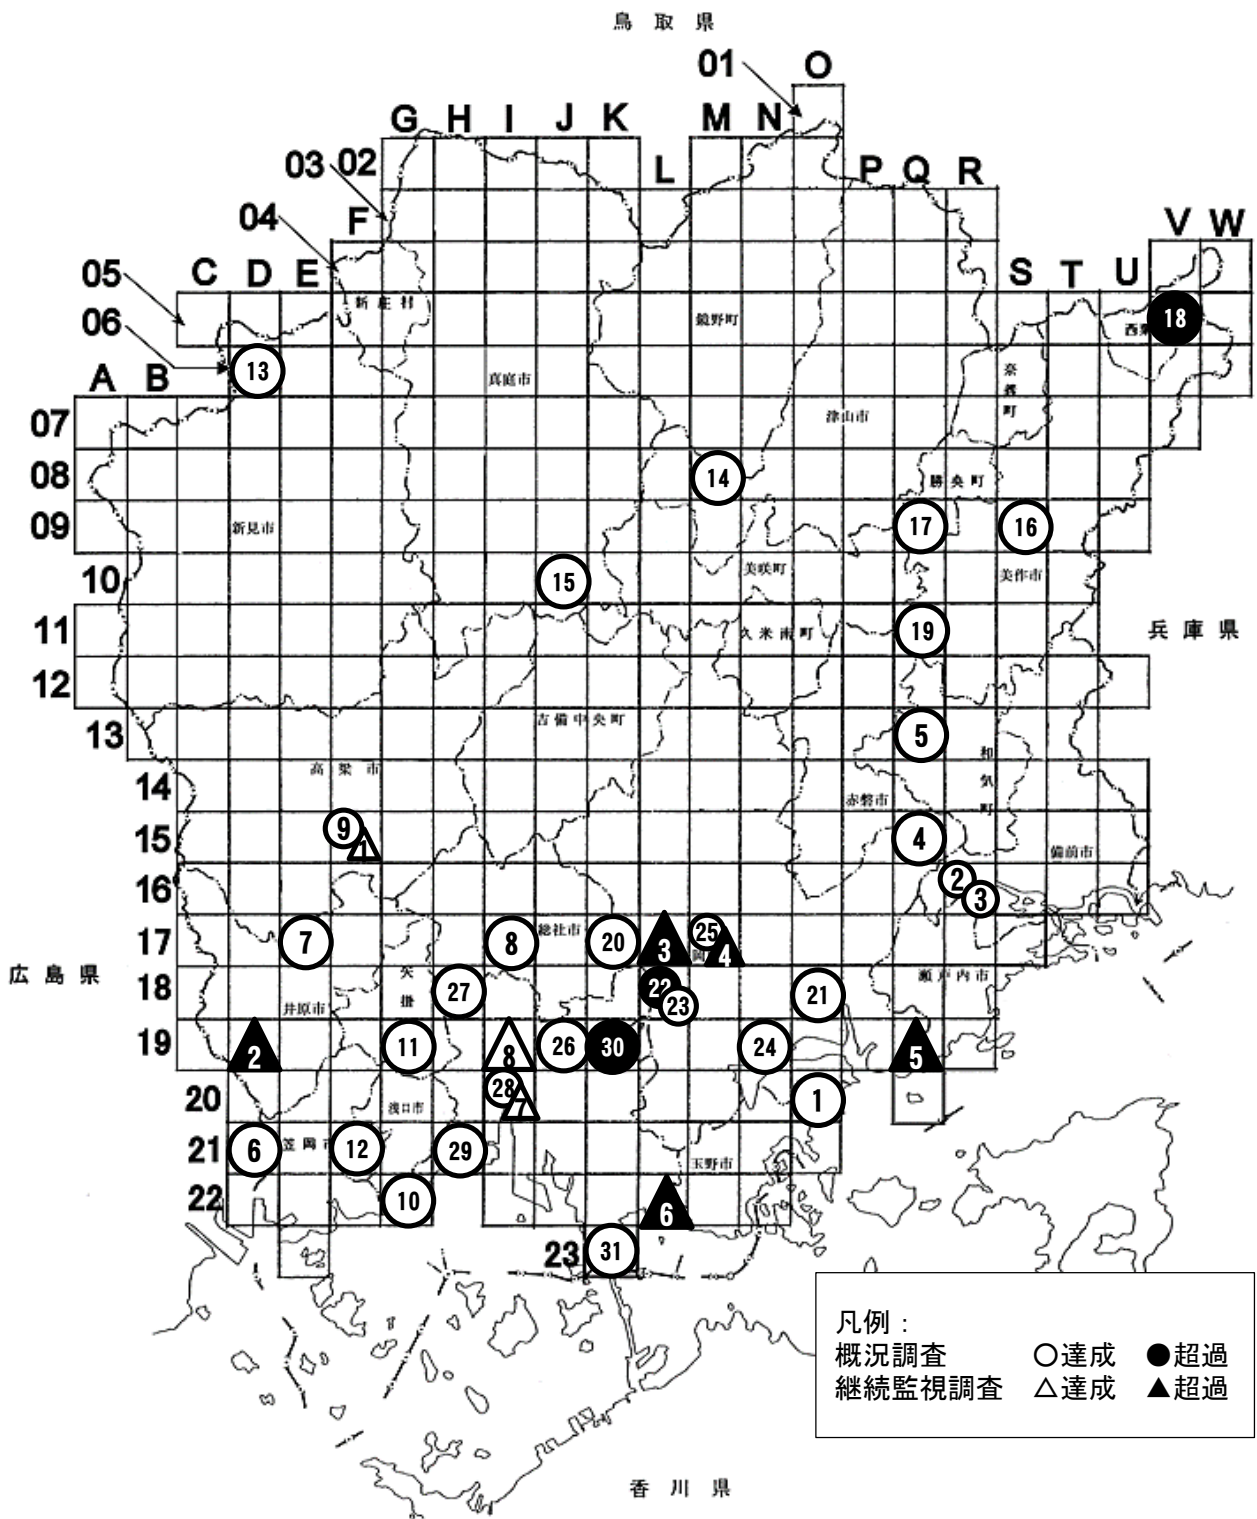 鳥取県
01 O
G H I J K M N
03 02 L P Q R
04 F V W
05 C D E S T U
新庄村 鏡野町 18
06 西粟
A B 13 真庭市 奈義町
07 津山市
08 14 勝央町
09 新見市 17 16
10 15 美咲町 美作市
11 久米南町 19 兵庫県
12
13 吉備中央町 5 和気町
14 高梁市 赤磐市
15 9 1 4 備前市
16 2 3
17 7 8 総社市 20 3 25 4
広島県 矢掛 瀬戸内市
18 井原市 27 22 23 21
19 2 11 8 26 30 24 5
20 浅口市 28 7 1
21 6 笠岡市 12 29 玉野市
22 10 6
23 31
凡例:
概況調査 ○達成 ●超過
継続監視調査 △達成 ▲超過
香川県